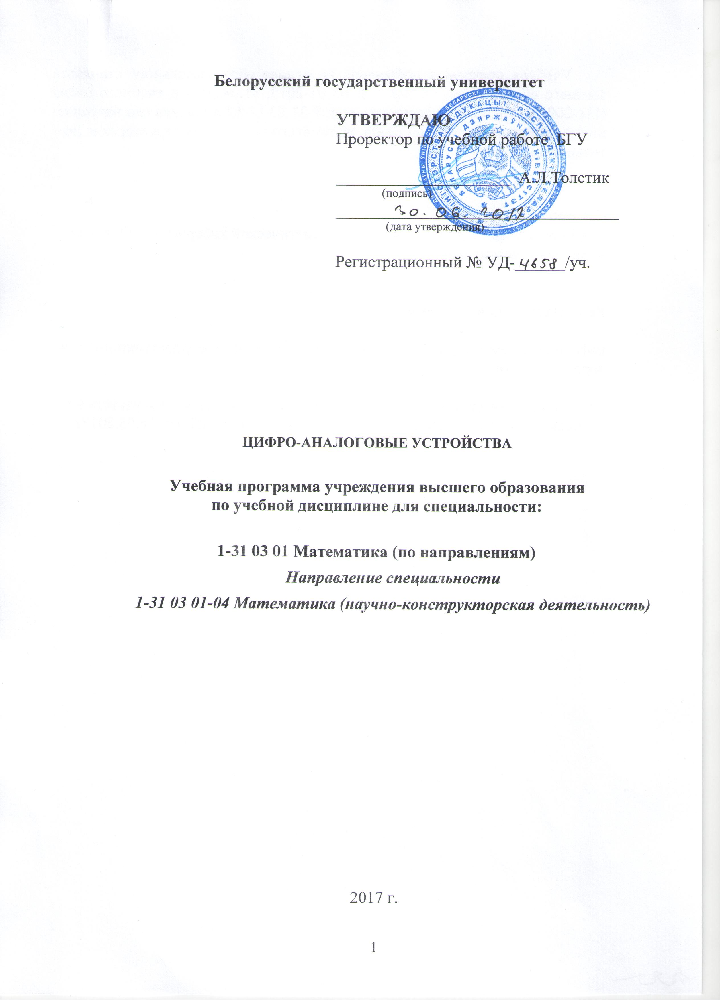 Белорусский государственный университет
УТВЕРЖДАЮ
Проректор по учебной работе БГУ
А.Л.Толстик
(подпись)
30. 06. 2017
(дата утверждения)
Регистрационный № УД-4658/уч.
МІНІСТЭРСТВА АДУКАЦЫІ РЭСПУБЛІКІ БЕЛАРУСЬ
БЕЛАРУСКІ ДЗЯРЖАЎНЫ УНІВЕРСІТЭТ
РЭСПУБЛІКА
БЕЛАРУСЬ
ЦИФРО-АНАЛОГОВЫЕ УСТРОЙСТВА
Учебная программа учреждения высшего образования
по учебной дисциплине для специальности:
1-31 03 01 Математика (по направлениям)
Направление специальности
1-31 03 01-04 Математика (научно-конструкторская деятельность)
2017 г.
1